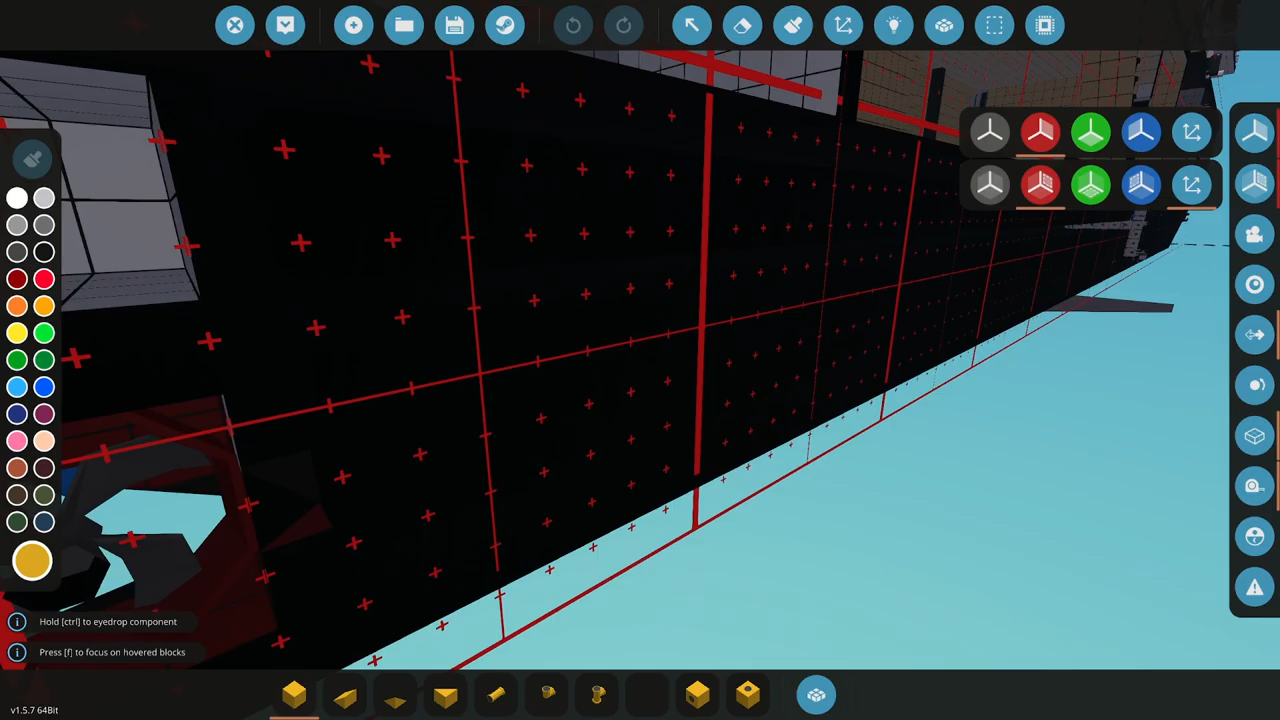 Hold [ctrl] to eyedrop component
Press [f] to focus on hovered blocks
v1.5.7 64Bit